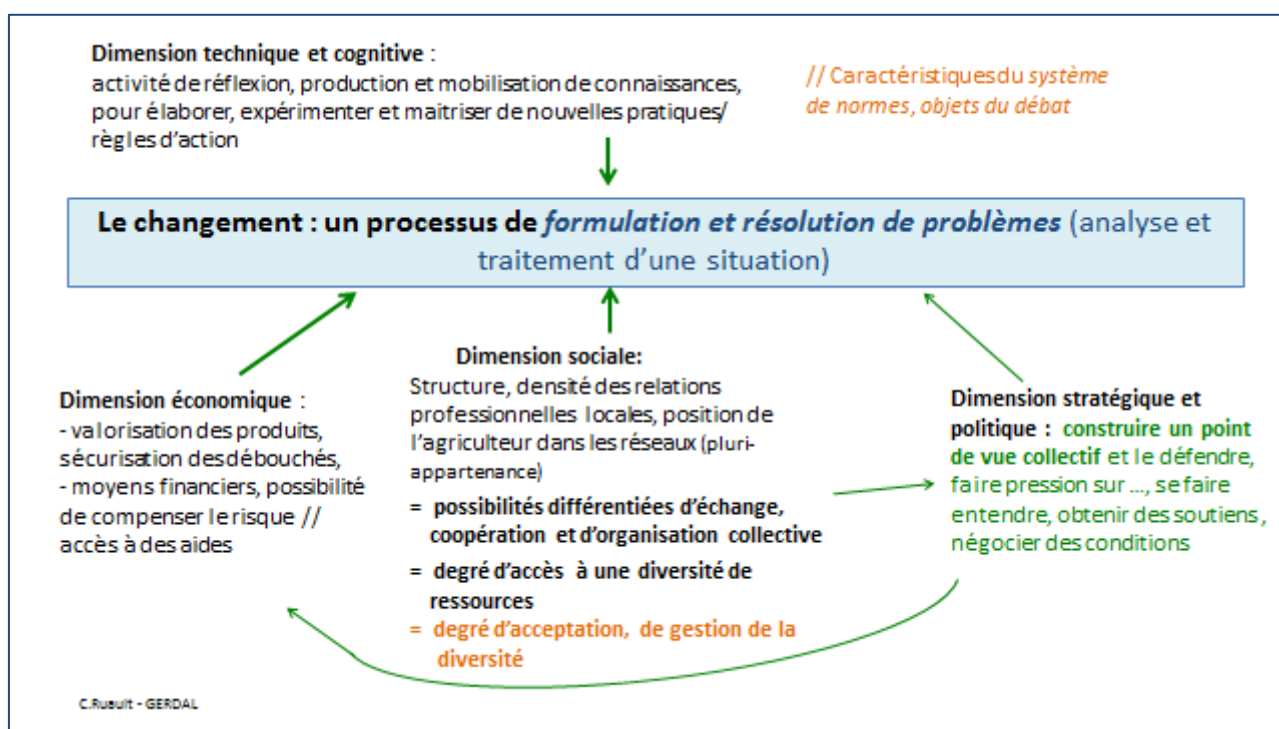 Dimension technique et cognitive :
activité de réflexion, production et mobilisation de connaissances,
pour élaborer, expérimenter et maitriser de nouvelles pratiques/
règles d'action
// Caractéristiques du système
de normes, objets du débat
Le changement : un processus de formulation et résolution de problèmes (analyse et
traitement d'une situation)
Dimension économique :
- valorisation des produits,
sécurisation des débouchés,
- moyens financiers, possibilité
de compenser le risque //
accès à des aides
Dimension sociale:
Structure, densité des relations
professionnelles locales, position de
l'agriculteur dans les réseaux (pluri-
appartenance)
= possibilités différentiées d'échange,
coopération et d'organisation collective
= degré d'accès à une diversité de
ressources
= degré d'acceptation, de gestion de la
diversité
Dimension stratégique et
politique : construire un point
de vue collectif et le défendre,
faire pression sur ..., se faire
entendre, obtenir des soutiens,
négocier des conditions
C.Ruault - GERDAL